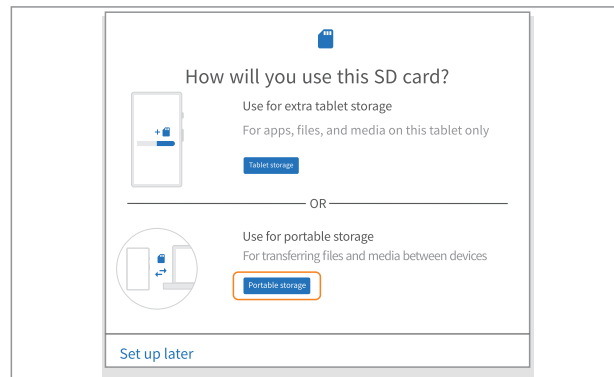 How will you use this SD card?
Use for extra tablet storage
For apps, files, and media on this tablet only
Tablet storage
OR
Use for portable storage
For transferring files and media between devices
Portable storage
Set up later